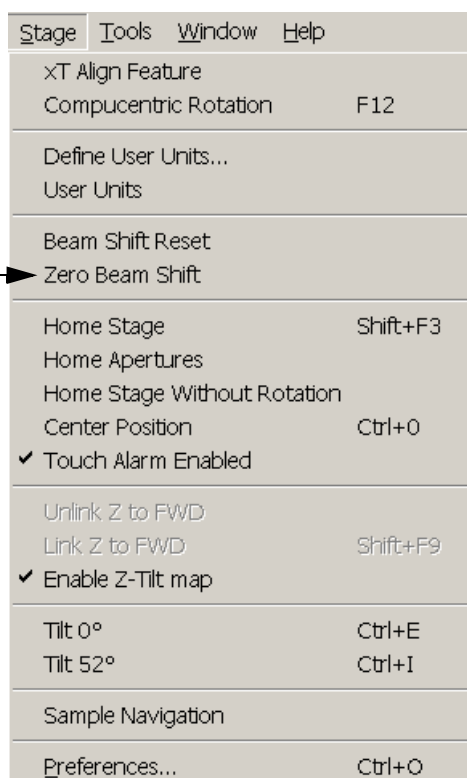 Stage Tools Window Help
xT Align Feature
Compucentric Rotation F12
Define User Units...
User Units
Beam Shift Reset
Zero Beam Shift
Home Stage Shift+F3
Home Apertures
Home Stage Without Rotation
Center Position Ctrl+0
Touch Alarm Enabled
Unlink Z to FWD
Link Z to FWD Shift+F9
Enable Z-Tilt map
Tilt 0° Ctrl+E
Tilt 52° Ctrl+I
Sample Navigation
Preferences... Ctrl+O